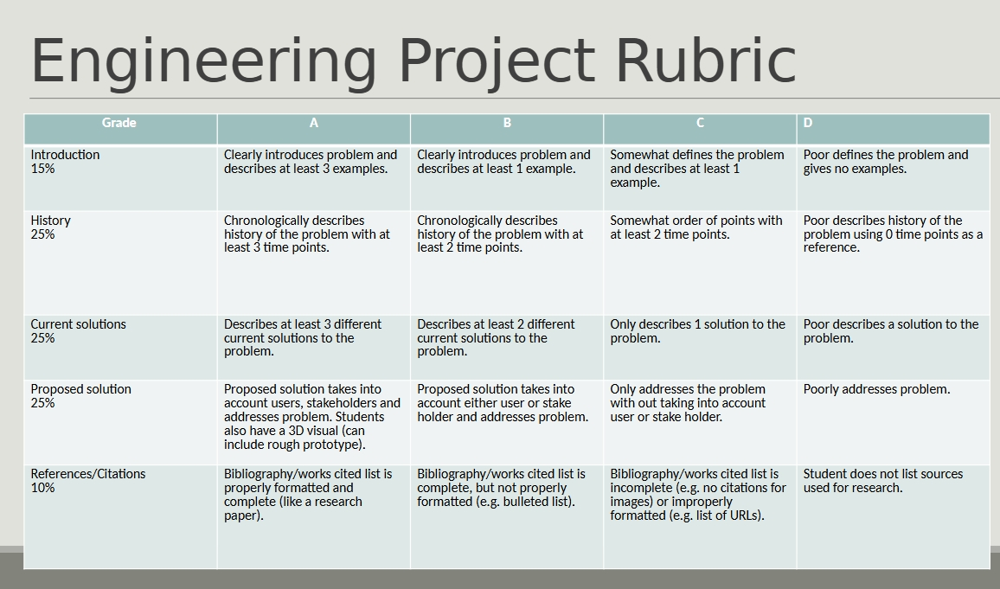 Engineering Project Rubric
Grade
A
B
C
D
Introduction
15%
Clearly introduces problem and
describes at least 3 examples.
Clearly introduces problem and
describes at least 1 example.
Somewhat defines the problem
and describes at least 1
example.
Poor defines the problem and
gives no examples.
History
25%
Chronologically describes
history of the problem with at
least 3 time points.
Chronologically describes
history of the problem with at
least 2 time points.
Somewhat order of points with
at least 2 time points.
Poor describes history of the
problem using 0 time points as a
reference.
Current solutions
25%
Describes at least 3 different
current solutions to the
problem.
Describes at least 2 different
current solutions to the
problem.
Only describes 1 solution to the
problem.
Poor describes a solution to the
problem.
Proposed solution
25%
Proposed solution takes into
account users, stakeholders and
addresses problem. Students
also have a 3D visual (can
include rough prototype).
Proposed solution takes into
account either user or stake
holder and addresses problem.
Only addresses the problem
with out taking into account
user or stake holder.
Poorly addresses problem.
References/Citations
10%
Bibliography/works cited list is
properly formatted and
complete (like a research
paper).
Bibliography/works cited list is
complete, but not properly
formatted (e.g. bulleted list).
Bibliography/works cited list is
incomplete (e.g. no citations for
images) or improperly
formatted (e.g. list of URLs).
Student does not list sources
used for research.